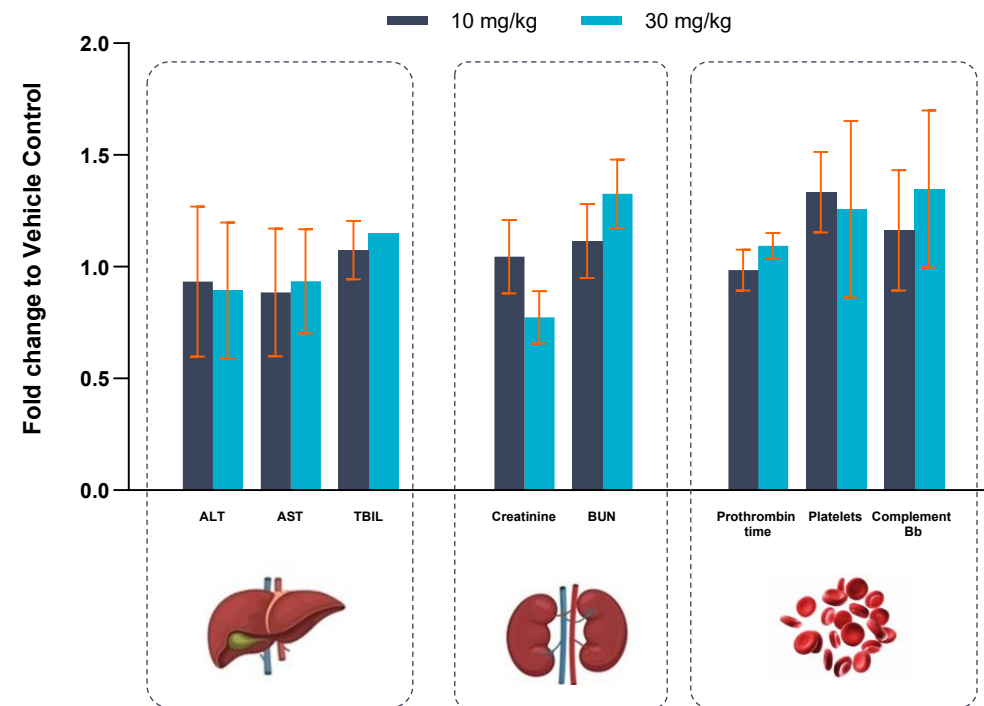 10 mg/kg 30 mg/kg
Fold change to Vehicle Control
2.0
1.5
1.0
0.5
0.0
ALT AST TBIL Creatinine BUN Prothrombin Platelets Complement
time Bb